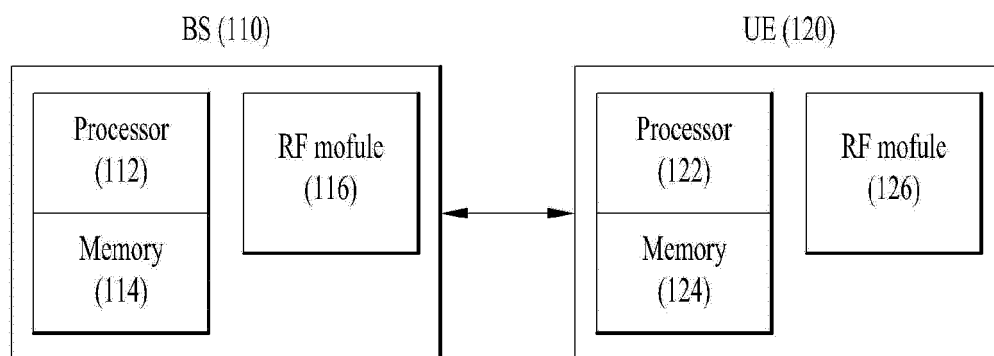 BS (110)
Processor
(112)
Memory
(114)
RF mofule
(116)
UE (120)
Processor
(122)
Memory
(124)
RF mofule
(126)